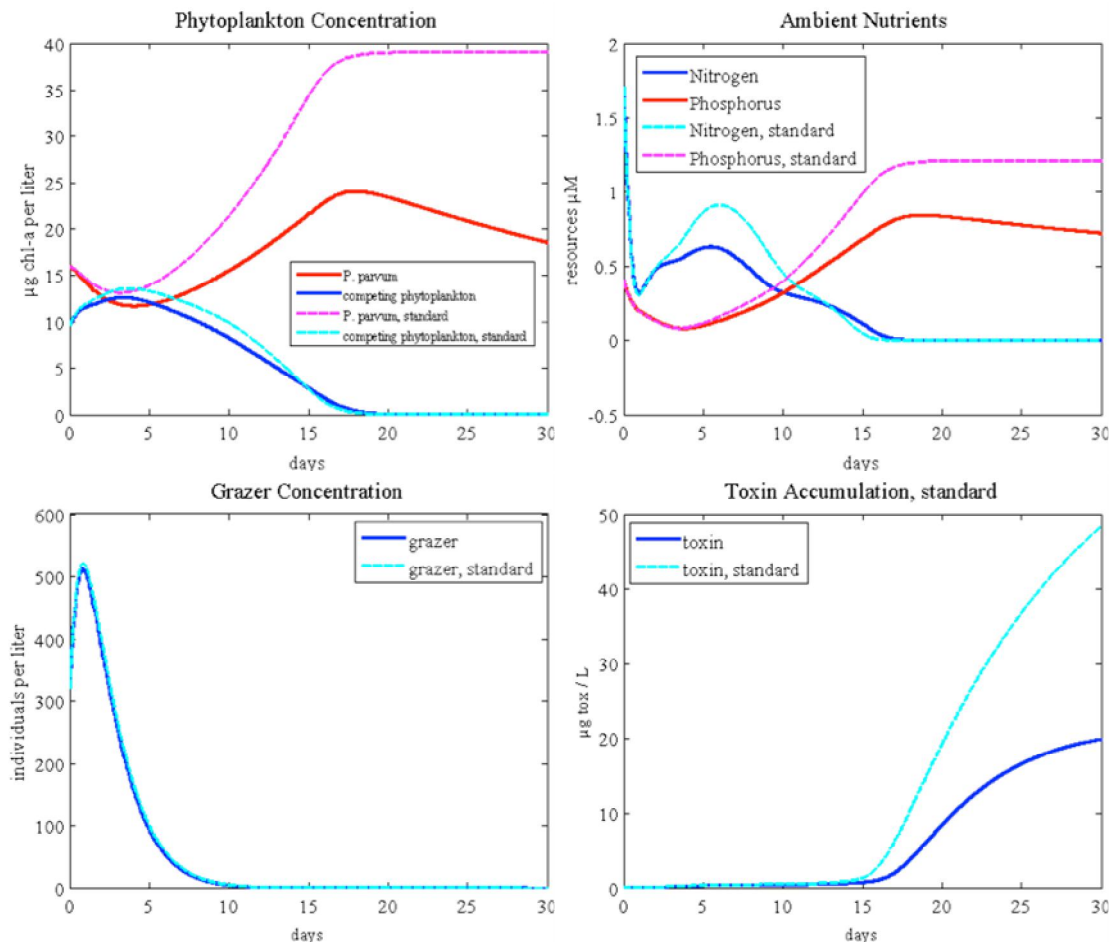 Phytoplankton Concentration
40
35
30
25
20
15
10
5
0
µg chl-a per liter
P. parvum
competing phytoplankton
P. parvum, standard
competing phytoplankton, standard
0 5 10 15 20 25 30
days
Ambient Nutrients
2
1.5
1
0.5
0
-0.5
resources µM
Nitrogen
Phosphorus
Nitrogen, standard
Phosphorus, standard
0 5 10 15 20 25 30
days
Grazer Concentration
600
500
400
300
200
100
0
individuals per liter
grazer
grazer, standard
0 5 10 15 20 25 30
days
Toxin Accumulation, standard
50
40
30
20
10
0
µg tox / L
toxin
toxin, standard
0 5 10 15 20 25 30
days